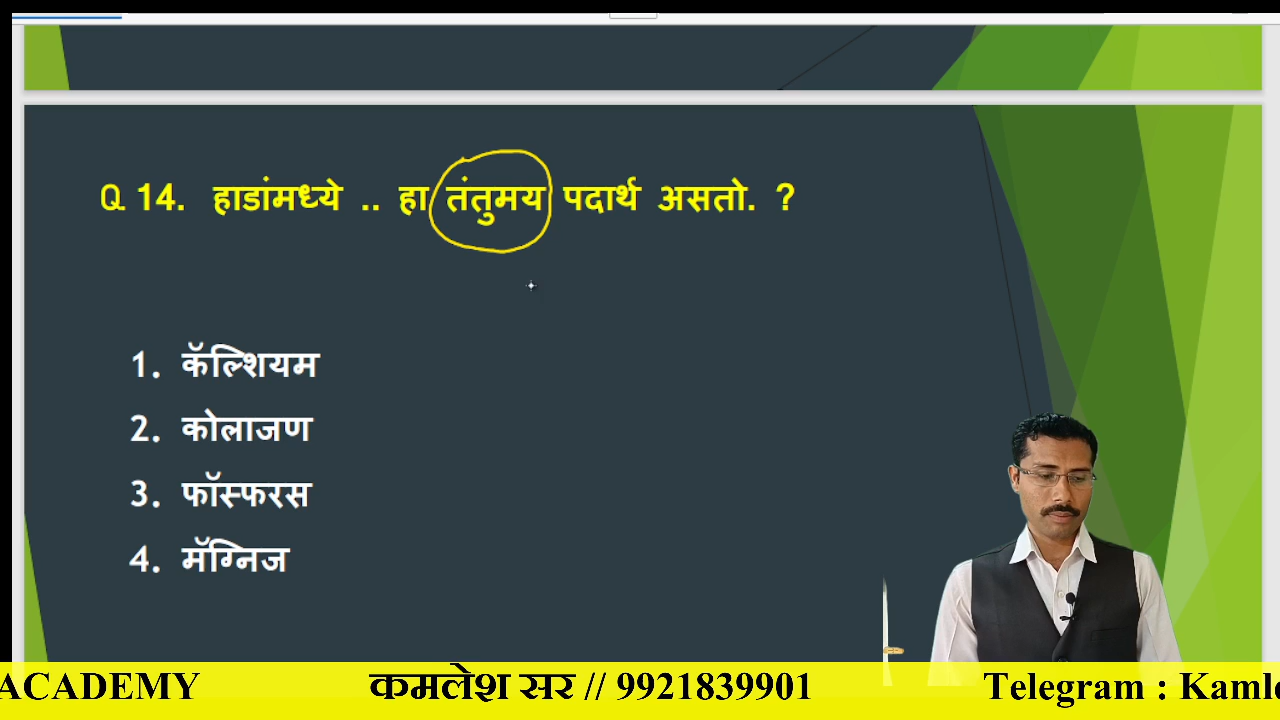 Q 14. हाडांमध्ये .. हा तंतुमय पदार्थ असतो. ?
1. कॅल्शियम
2. कोलाजण
3. फॉस्फरस
4. मॅग्निज
ACADEMY कमलेश सर // 9921839901 Telegram : Kaml